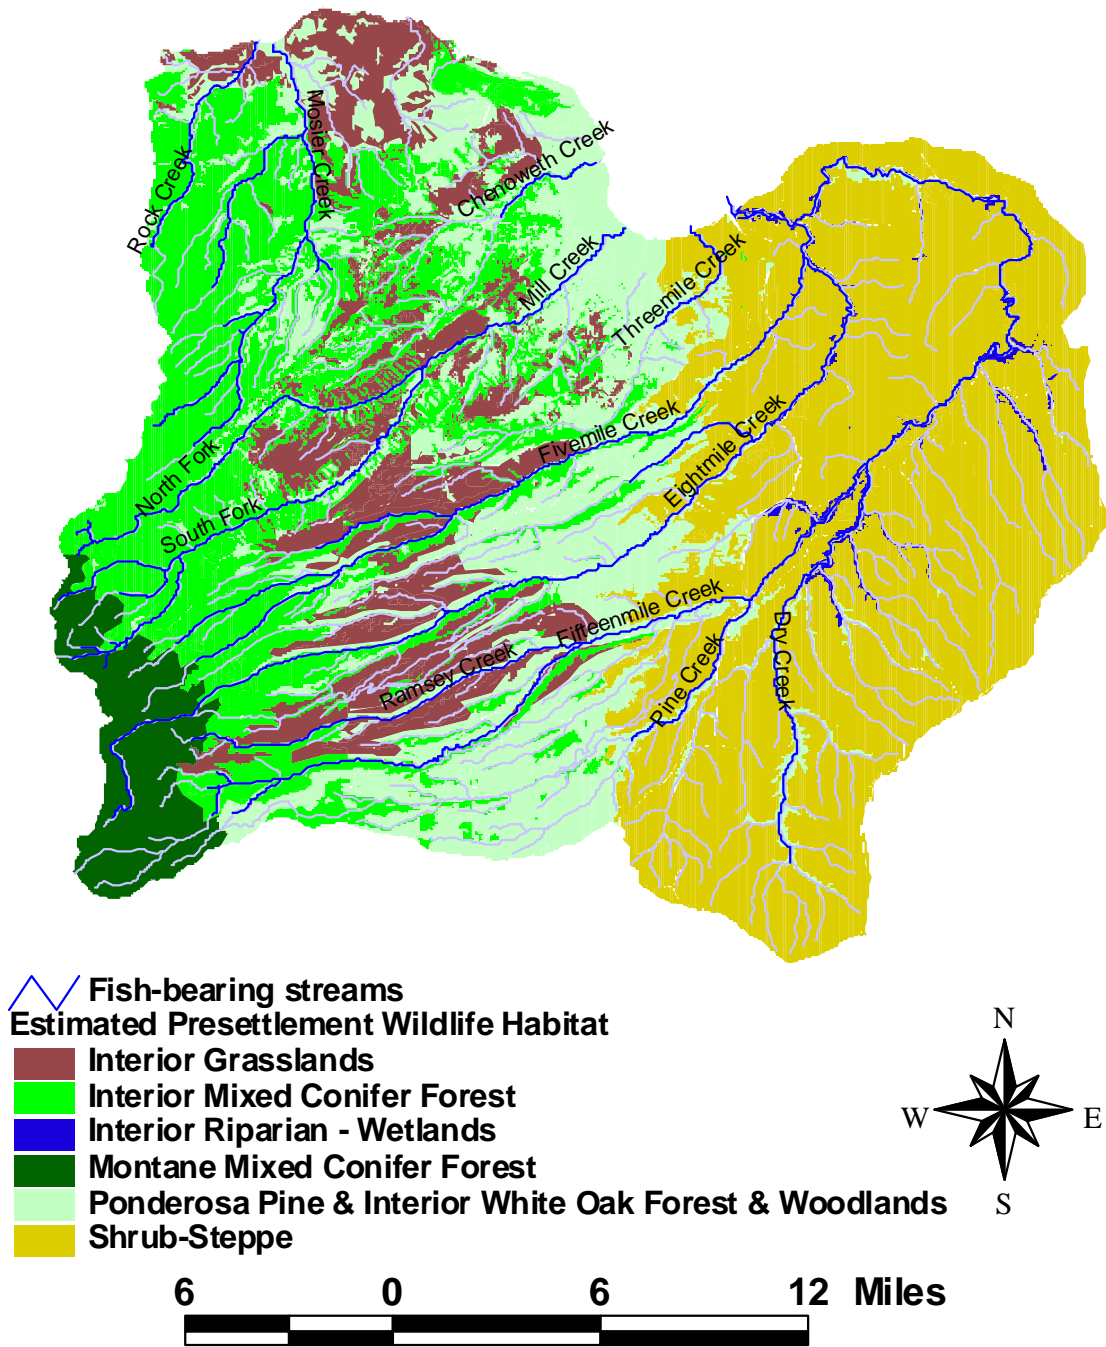 Mosier Creek
Rock Creek
Chenoweth Creek
Mill Creek
Threemile Creek
Fivemile Creek
Eightmile Creek
North Fork
South Fork
Fifteenmile Creek
Ramsey Creek
Pine Creek
Dry Creek
Fish-bearing streams
Estimated Presettlement Wildlife Habitat
Interior Grasslands
Interior Mixed Conifer Forest
Interior Riparian - Wetlands
Montane Mixed Conifer Forest
Ponderosa Pine & Interior White Oak Forest & Woodlands
Shrub-Steppe
N
W E
S
6 0 6 12 Miles